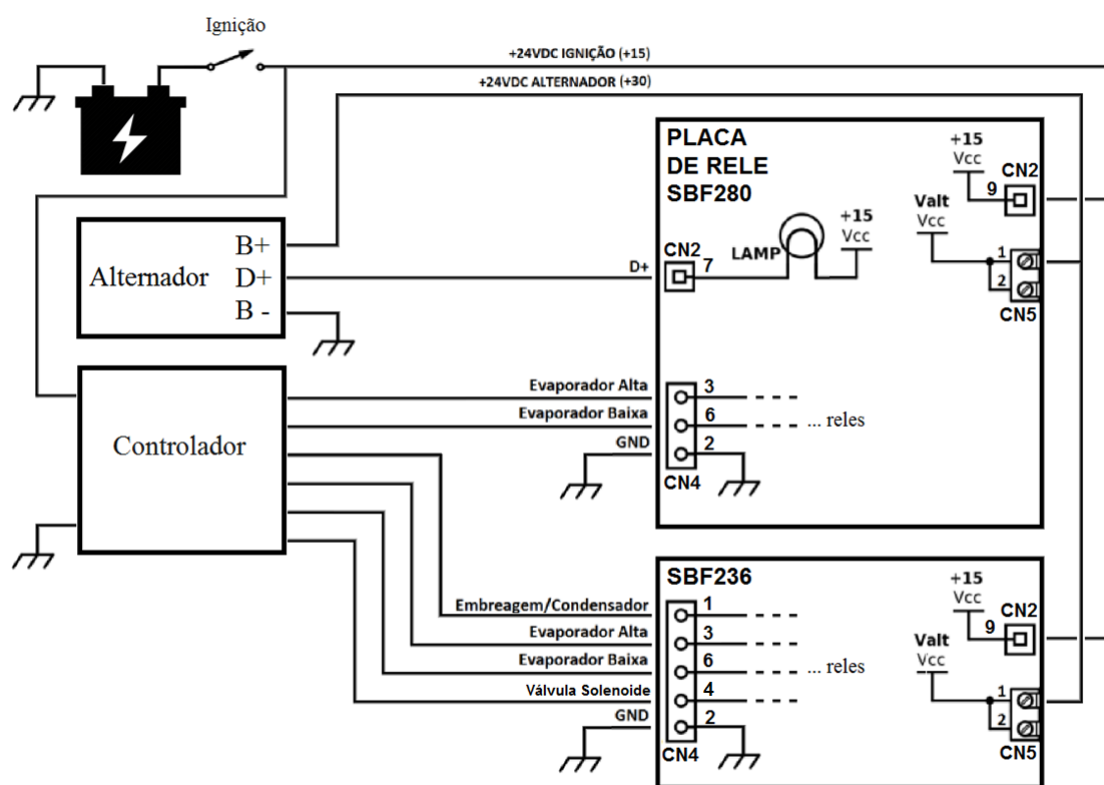 Ignição
+24VDC IGNIÇÃO (+15)
+24VDC ALTERNADOR (+30)
PLACA
DE RELE
SBF280
+15
Vcc
CN2
9
Valt
Vcc
1
2
CN5
+15
Vcc
LAMP
CN2
7
D+
Alternador
B+
D+
B -
Controlador
Evaporador Alta
3
Evaporador Baixa
6
... reles
GND
2
CN4
SBF236
+15
Vcc
CN2
9
Valt
Vcc
1
2
CN5
Embreagem/Condensador
1
Evaporador Alta
3
Evaporador Baixa
6
... reles
Válvula Solenoide
4
GND
2
CN4